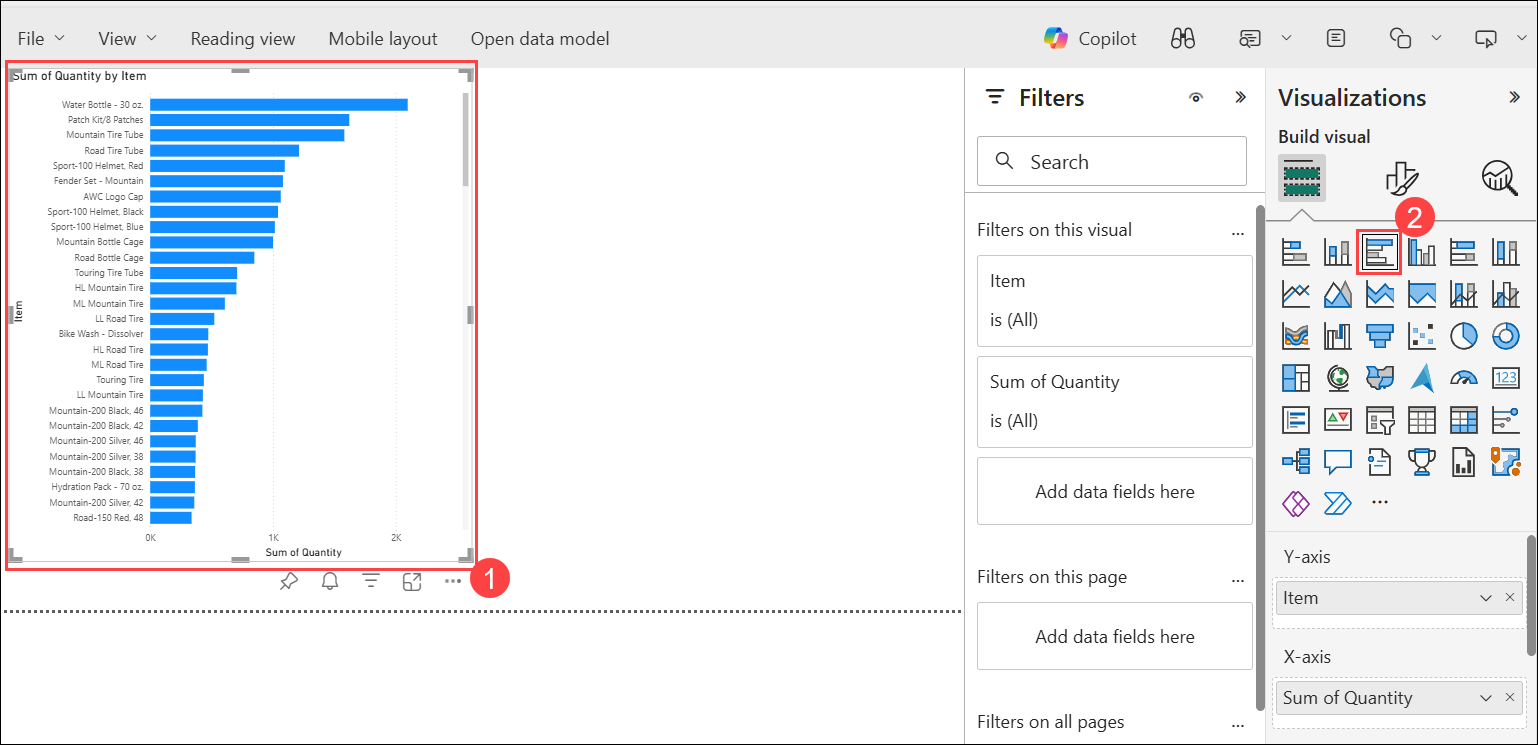 File
View
Reading view
Mobile layout
Open data model
Copilot
Sum of Quantity by Item
Water Bottle - 30 oz.
Patch Kit/8 Patches
Mountain Tire Tube
Road Tire Tube
Sport-100 Helmet, Red
Fender Set - Mountain
AWC Logo Cap
Sport-100 Helmet, Black
Sport-100 Helmet, Blue
Mountain Bottle Cage
Road Bottle Cage
Touring Tire Tube
HL Mountain Tire
ML Mountain Tire
LL Road Tire
Bike Wash - Dissolver
HL Road Tire
ML Road Tire
Touring Tire
LL Mountain Tire
Mountain-200 Black, 46
Mountain-200 Black, 42
Mountain-200 Silver, 46
Mountain-200 Silver, 38
Mountain-200 Black, 38
Hydration Pack - 70 oz.
Mountain-200 Silver, 42
Road-150 Red, 48
Item
0K
1K
2K
Sum of Quantity
1
Filters
Search
Filters on this visual
...
Item
is (All)
Sum of Quantity
is (All)
Add data fields here
Filters on this page
...
Add data fields here
Filters on all pages
...
Visualizations
Build visual
2
123
...
Y-axis
Item
X-axis
Sum of Quantity